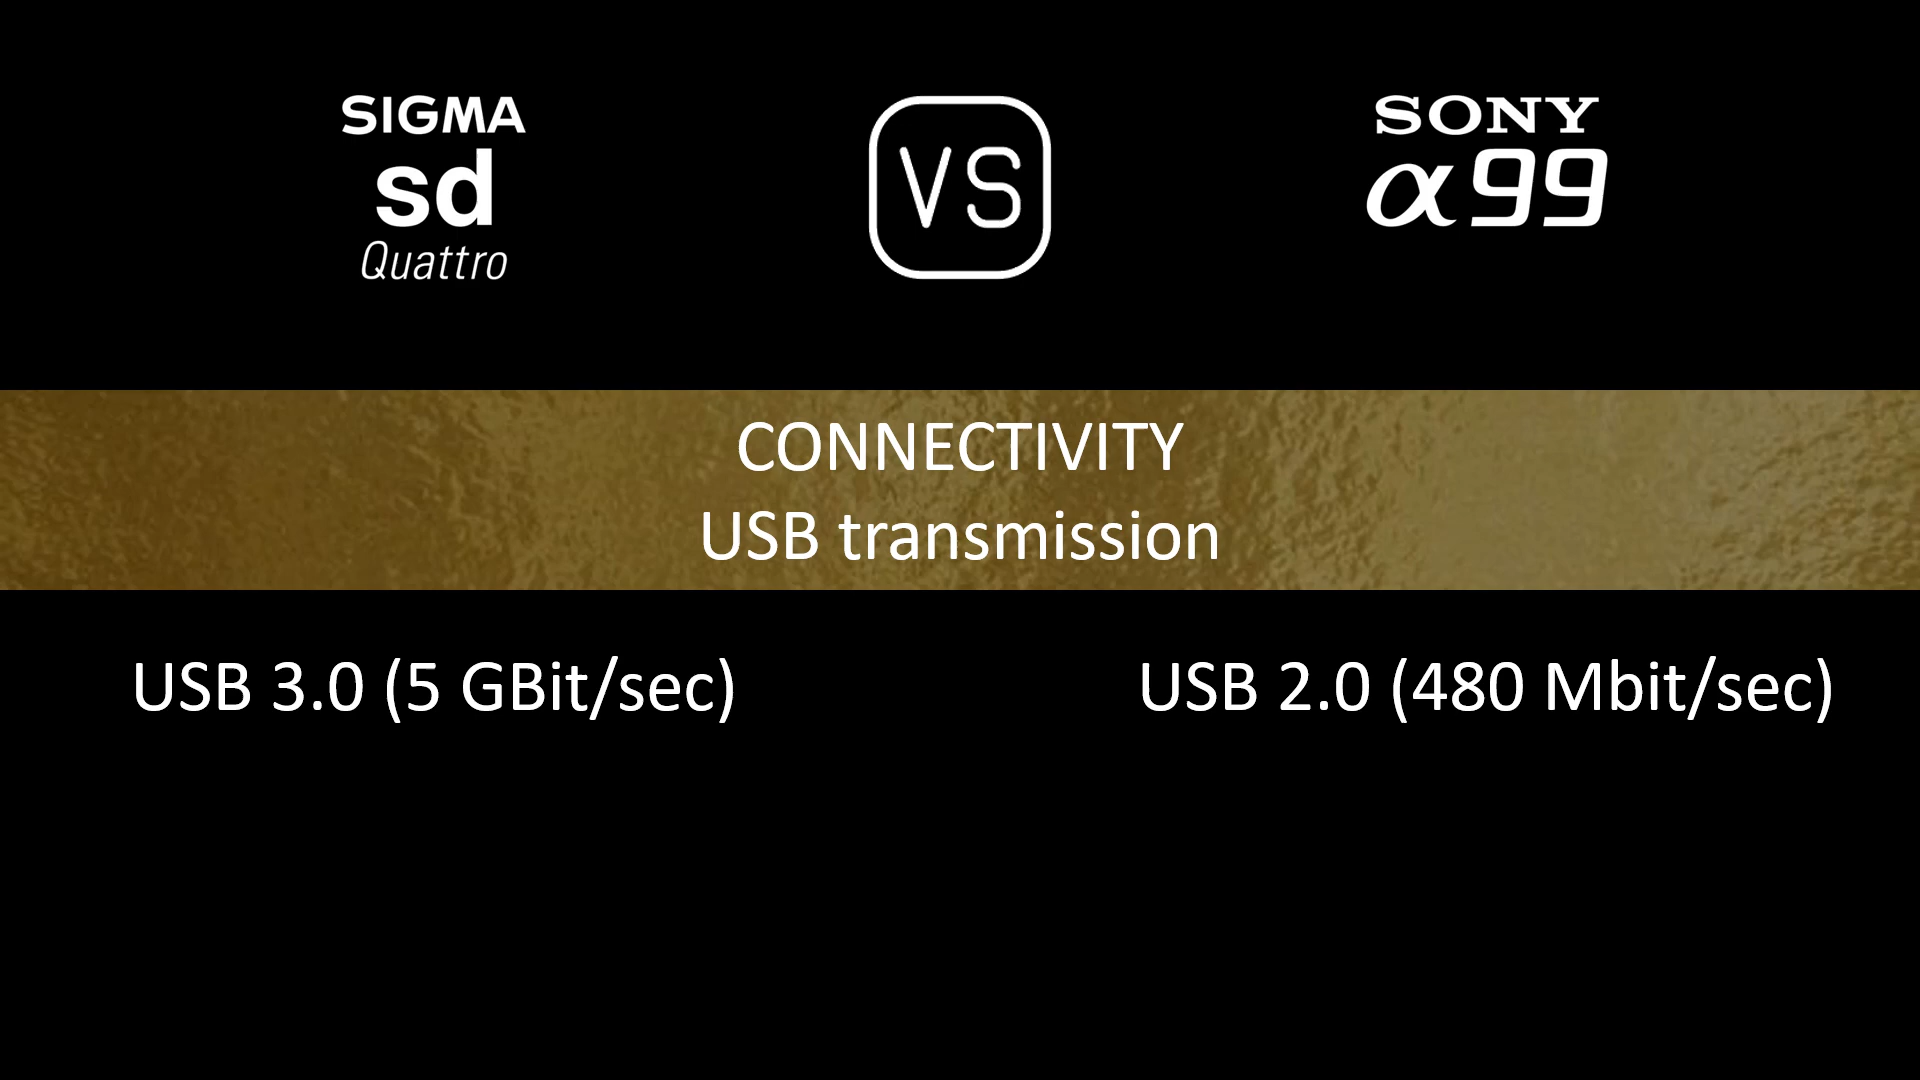 SIGMA
sd
Quattro
VS
SONY
α99
CONNECTIVITY
USB transmission
USB 3.0 (5 GBit/sec)
USB 2.0 (480 Mbit/sec)